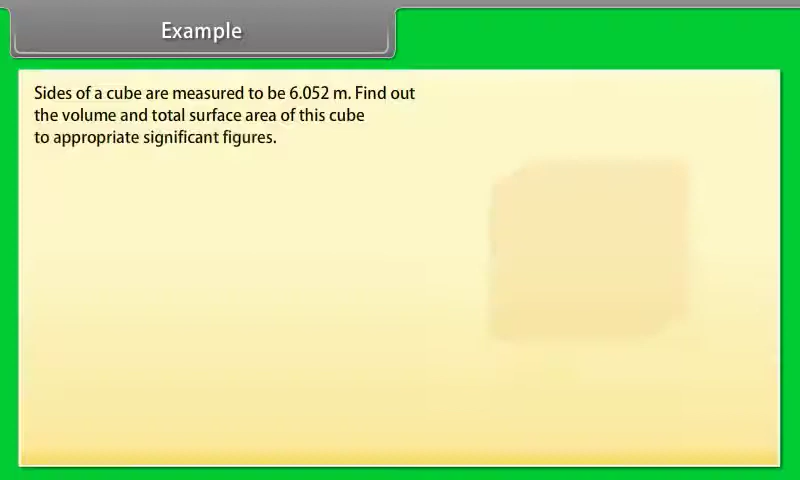 Example
Sides of a cube are measured to be 6.052 m. Find out
the volume and total surface area of this cube
to appropriate significant figures.